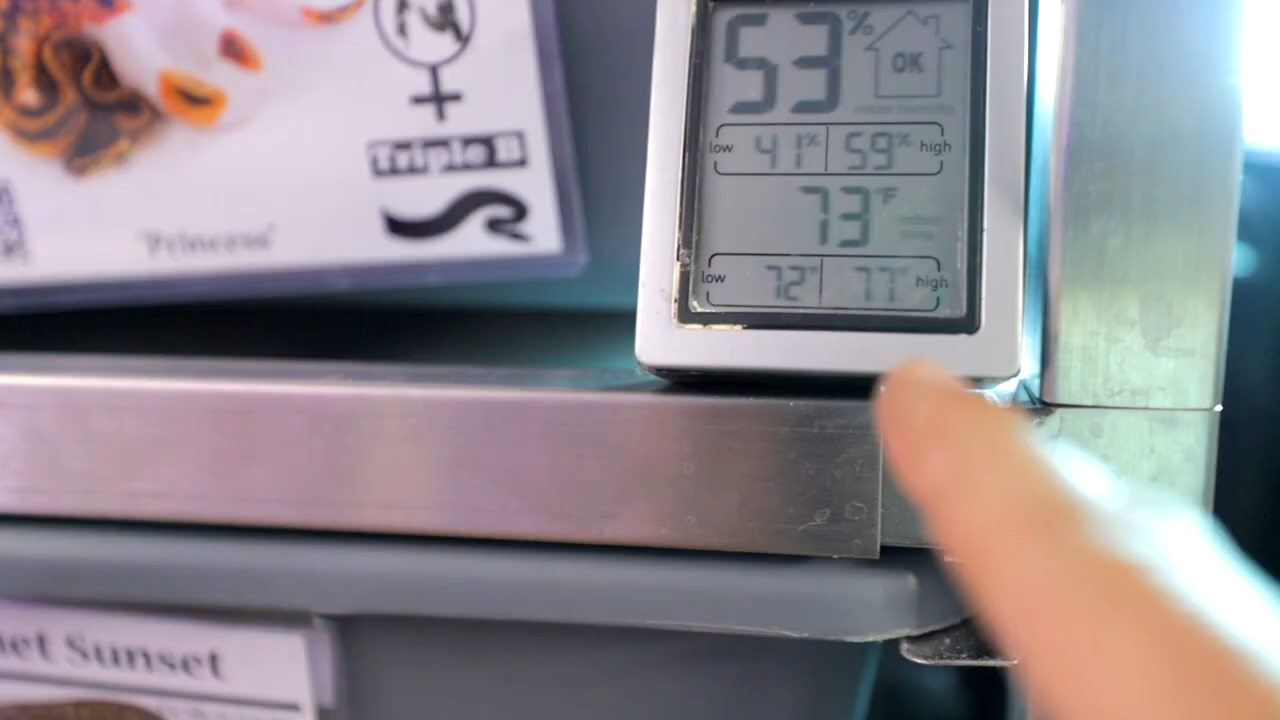 53%
OK
low 41% 59% high
73°F
low 72°F 77°F high
Triple B
'Princess'
et Sunset